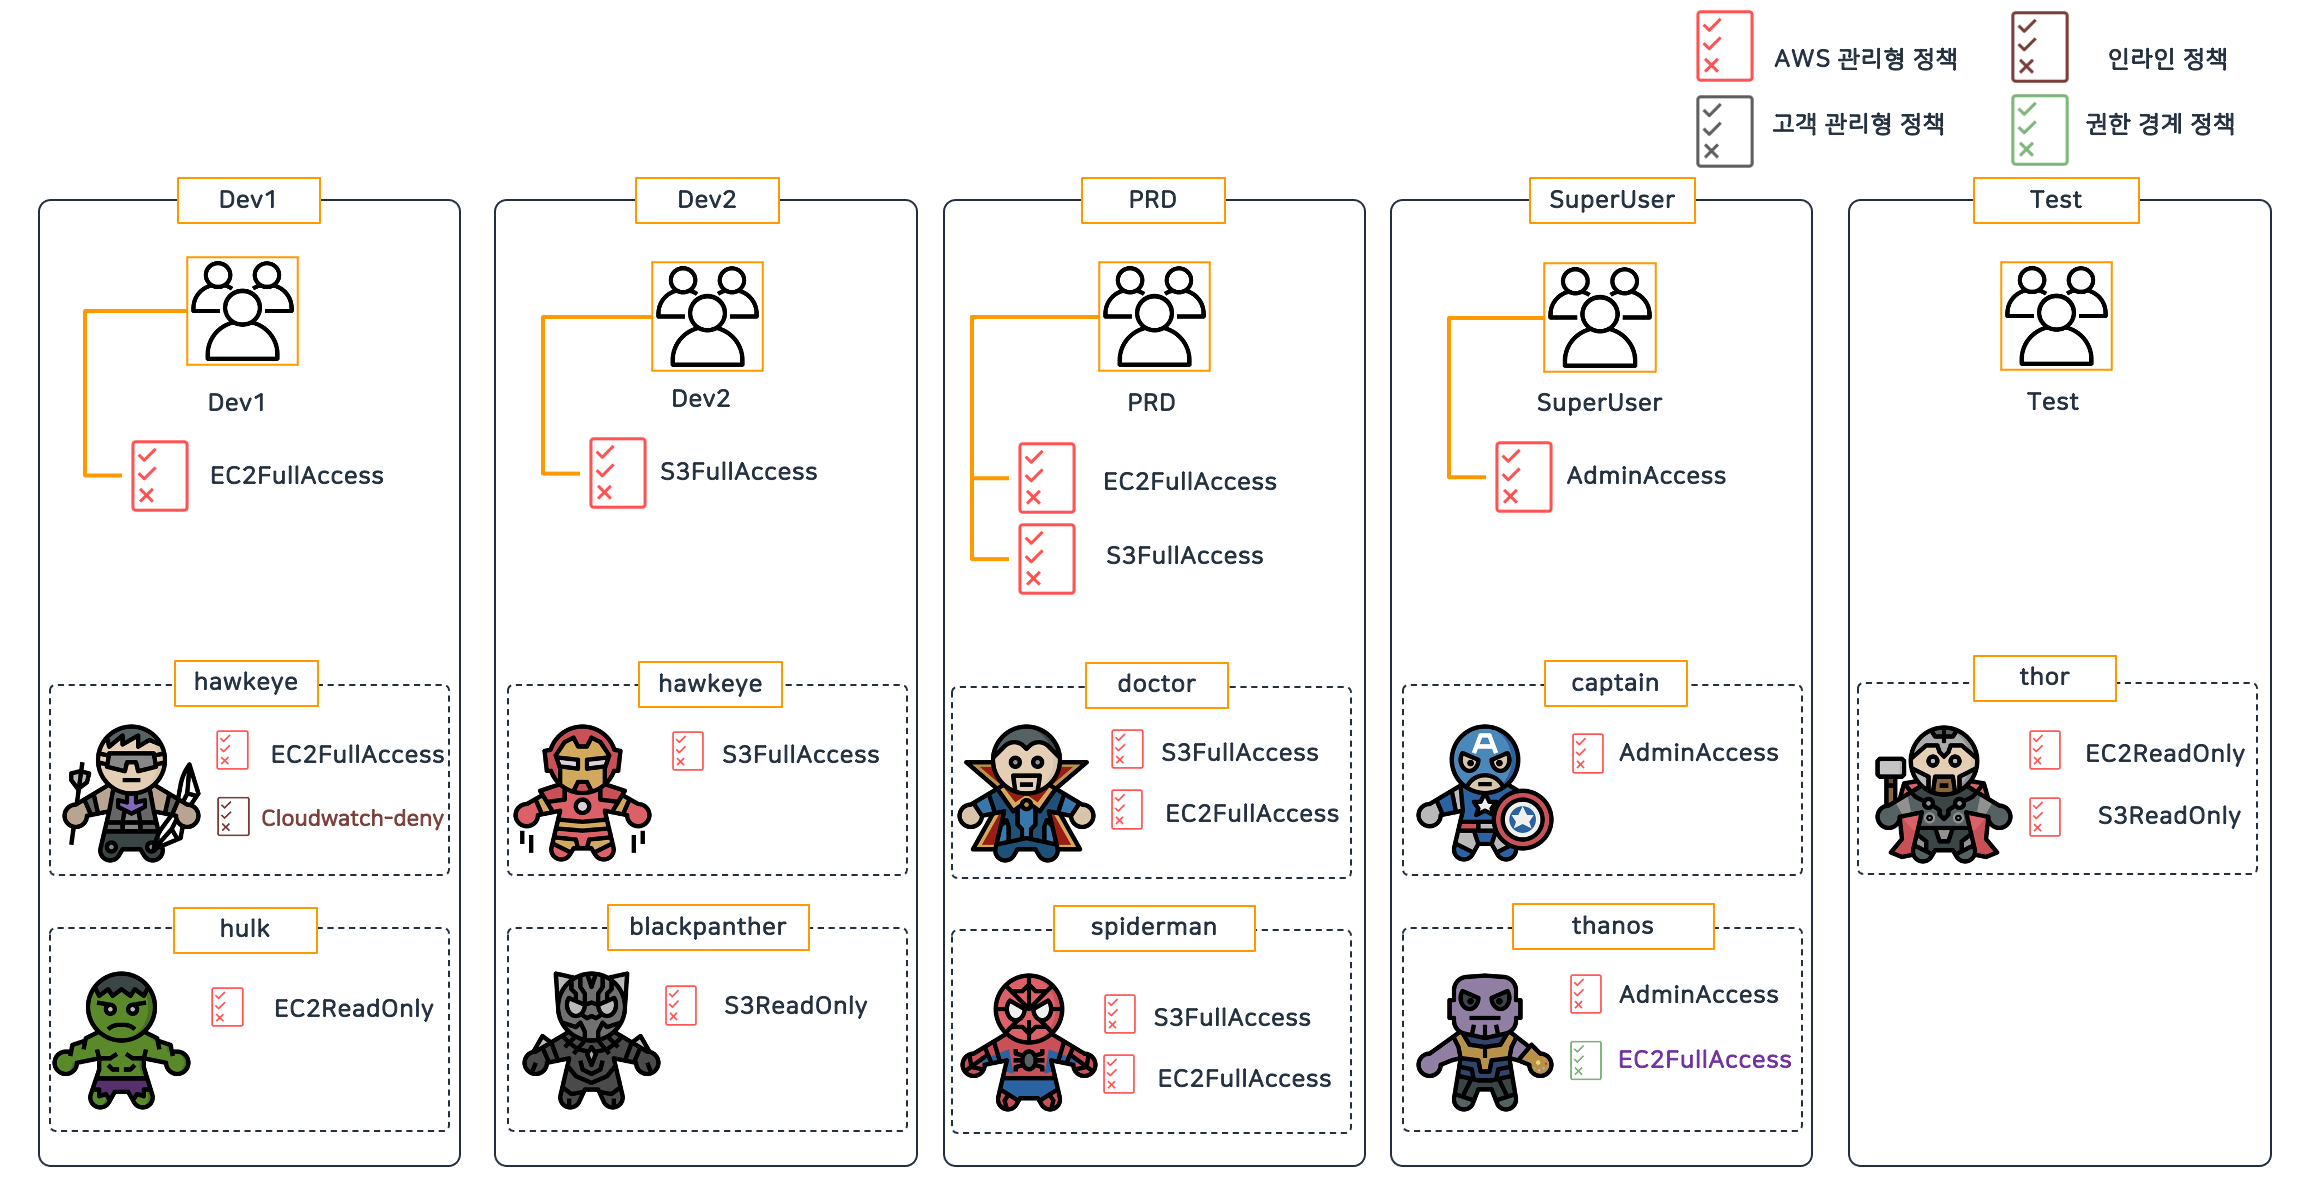 AWS 관리형 정책
인라인 정책
고객 관리형 정책
권한 경계 정책
Dev1
Dev1
EC2FullAccess
hawkeye
EC2FullAccess
Cloudwatch-deny
hulk
EC2ReadOnly
Dev2
Dev2
S3FullAccess
hawkeye
S3FullAccess
blackpanther
S3ReadOnly
PRD
PRD
EC2FullAccess
S3FullAccess
doctor
S3FullAccess
EC2FullAccess
spiderman
S3FullAccess
EC2FullAccess
SuperUser
SuperUser
AdminAccess
captain
AdminAccess
thanos
AdminAccess
EC2FullAccess
Test
Test
thor
EC2ReadOnly
S3ReadOnly